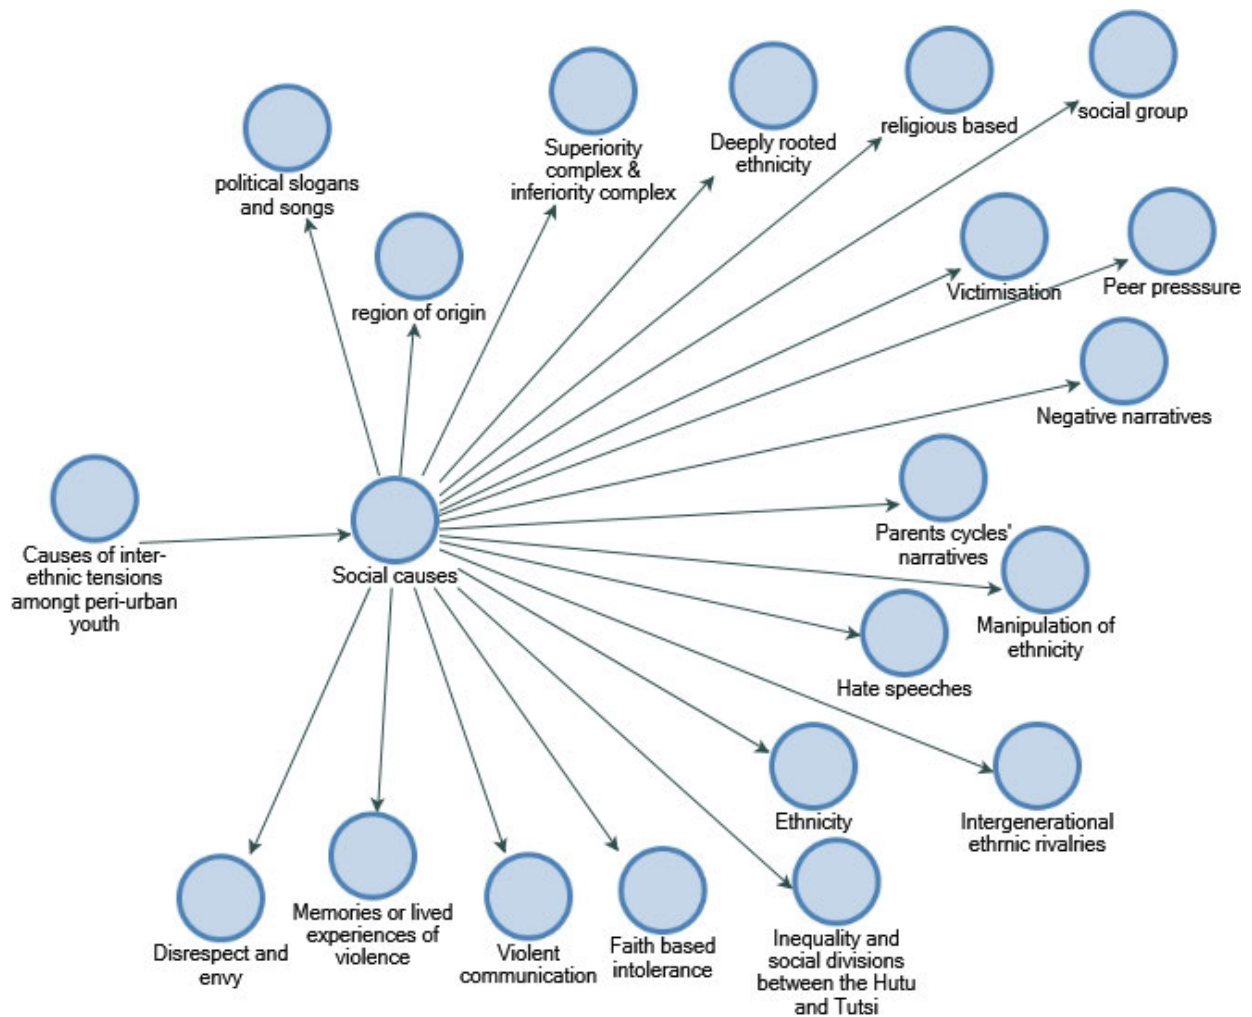 social group
religious based
Deeply rooted
ethnicity
Superiority
complex &
inferiority complex
political slogans
and songs
region of origin
Victimisation
Peer presssure
Negative narratives
Parents cycles'
narratives
Causes of inter-
ethnic tensions
amongt peri-urban
youth
Social causes
Manipulation of
ethnicity
Hate speeches
Ethnicity
Intergenerational
ethrnic rivalries
Disrespect and
envy
Memories or lived
experiences of
violence
Violent
communication
Faith based
intolerance
Inequality and
social divisions
between the Hutu
and Tutsi